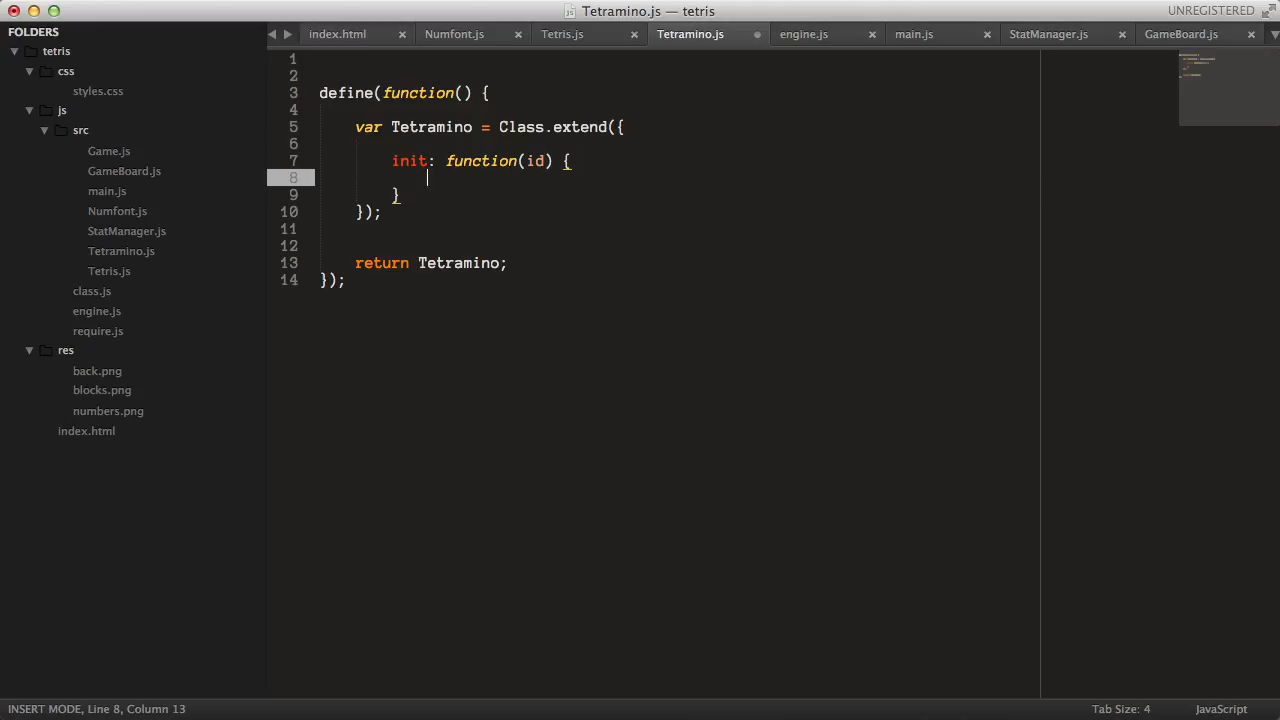 Tetramino.js — tetris
UNREGISTERED
FOLDERS
tetris
css
styles.css
js
src
Game.js
GameBoard.js
main.js
Numfont.js
StatManager.js
Tetramino.js
Tetris.js
class.js
engine.js
require.js
res
back.png
blocks.png
numbers.png
index.html
index.html Numfont.js Tetris.js Tetramino.js engine.js main.js StatManager.js GameBoard.js
1
2
3 define(function() {
4
5 var Tetramino = Class.extend({
6
7 init: function(id) {
8
9 }
10 });
11
12
13 return Tetramino;
14 });
INSERT MODE, Line 8, Column 13
Tab Size: 4
JavaScript